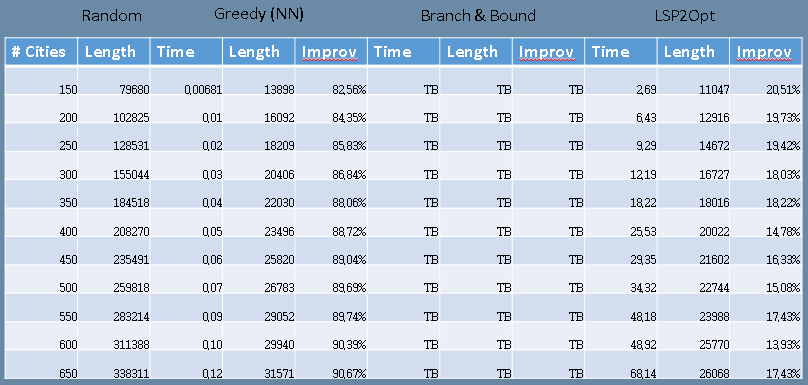 Random Greedy (NN) Branch & Bound LSP2Opt
# Cities Length Time Length Improv Time Length Improv Time Length Improv
150 79680 0,00681 13898 82,56% TB TB TB 2,69 11047 20,51%
200 102825 0,01 16092 84,35% TB TB TB 6,43 12916 19,73%
250 128531 0,02 18209 85,83% TB TB TB 9,29 14672 19,42%
300 155044 0,03 20406 86,84% TB TB TB 12,19 16727 18,03%
350 184518 0,04 22030 88,06% TB TB TB 18,22 18016 18,22%
400 208270 0,05 23496 88,72% TB TB TB 25,53 20022 14,78%
450 235491 0,06 25820 89,04% TB TB TB 29,35 21602 16,33%
500 259818 0,07 26783 89,69% TB TB TB 34,32 22744 15,08%
550 283214 0,09 29052 89,74% TB TB TB 48,18 23988 17,43%
600 311388 0,10 29940 90,39% TB TB TB 48,92 25770 13,93%
650 338311 0,12 31571 90,67% TB TB TB 68,14 26068 17,43%